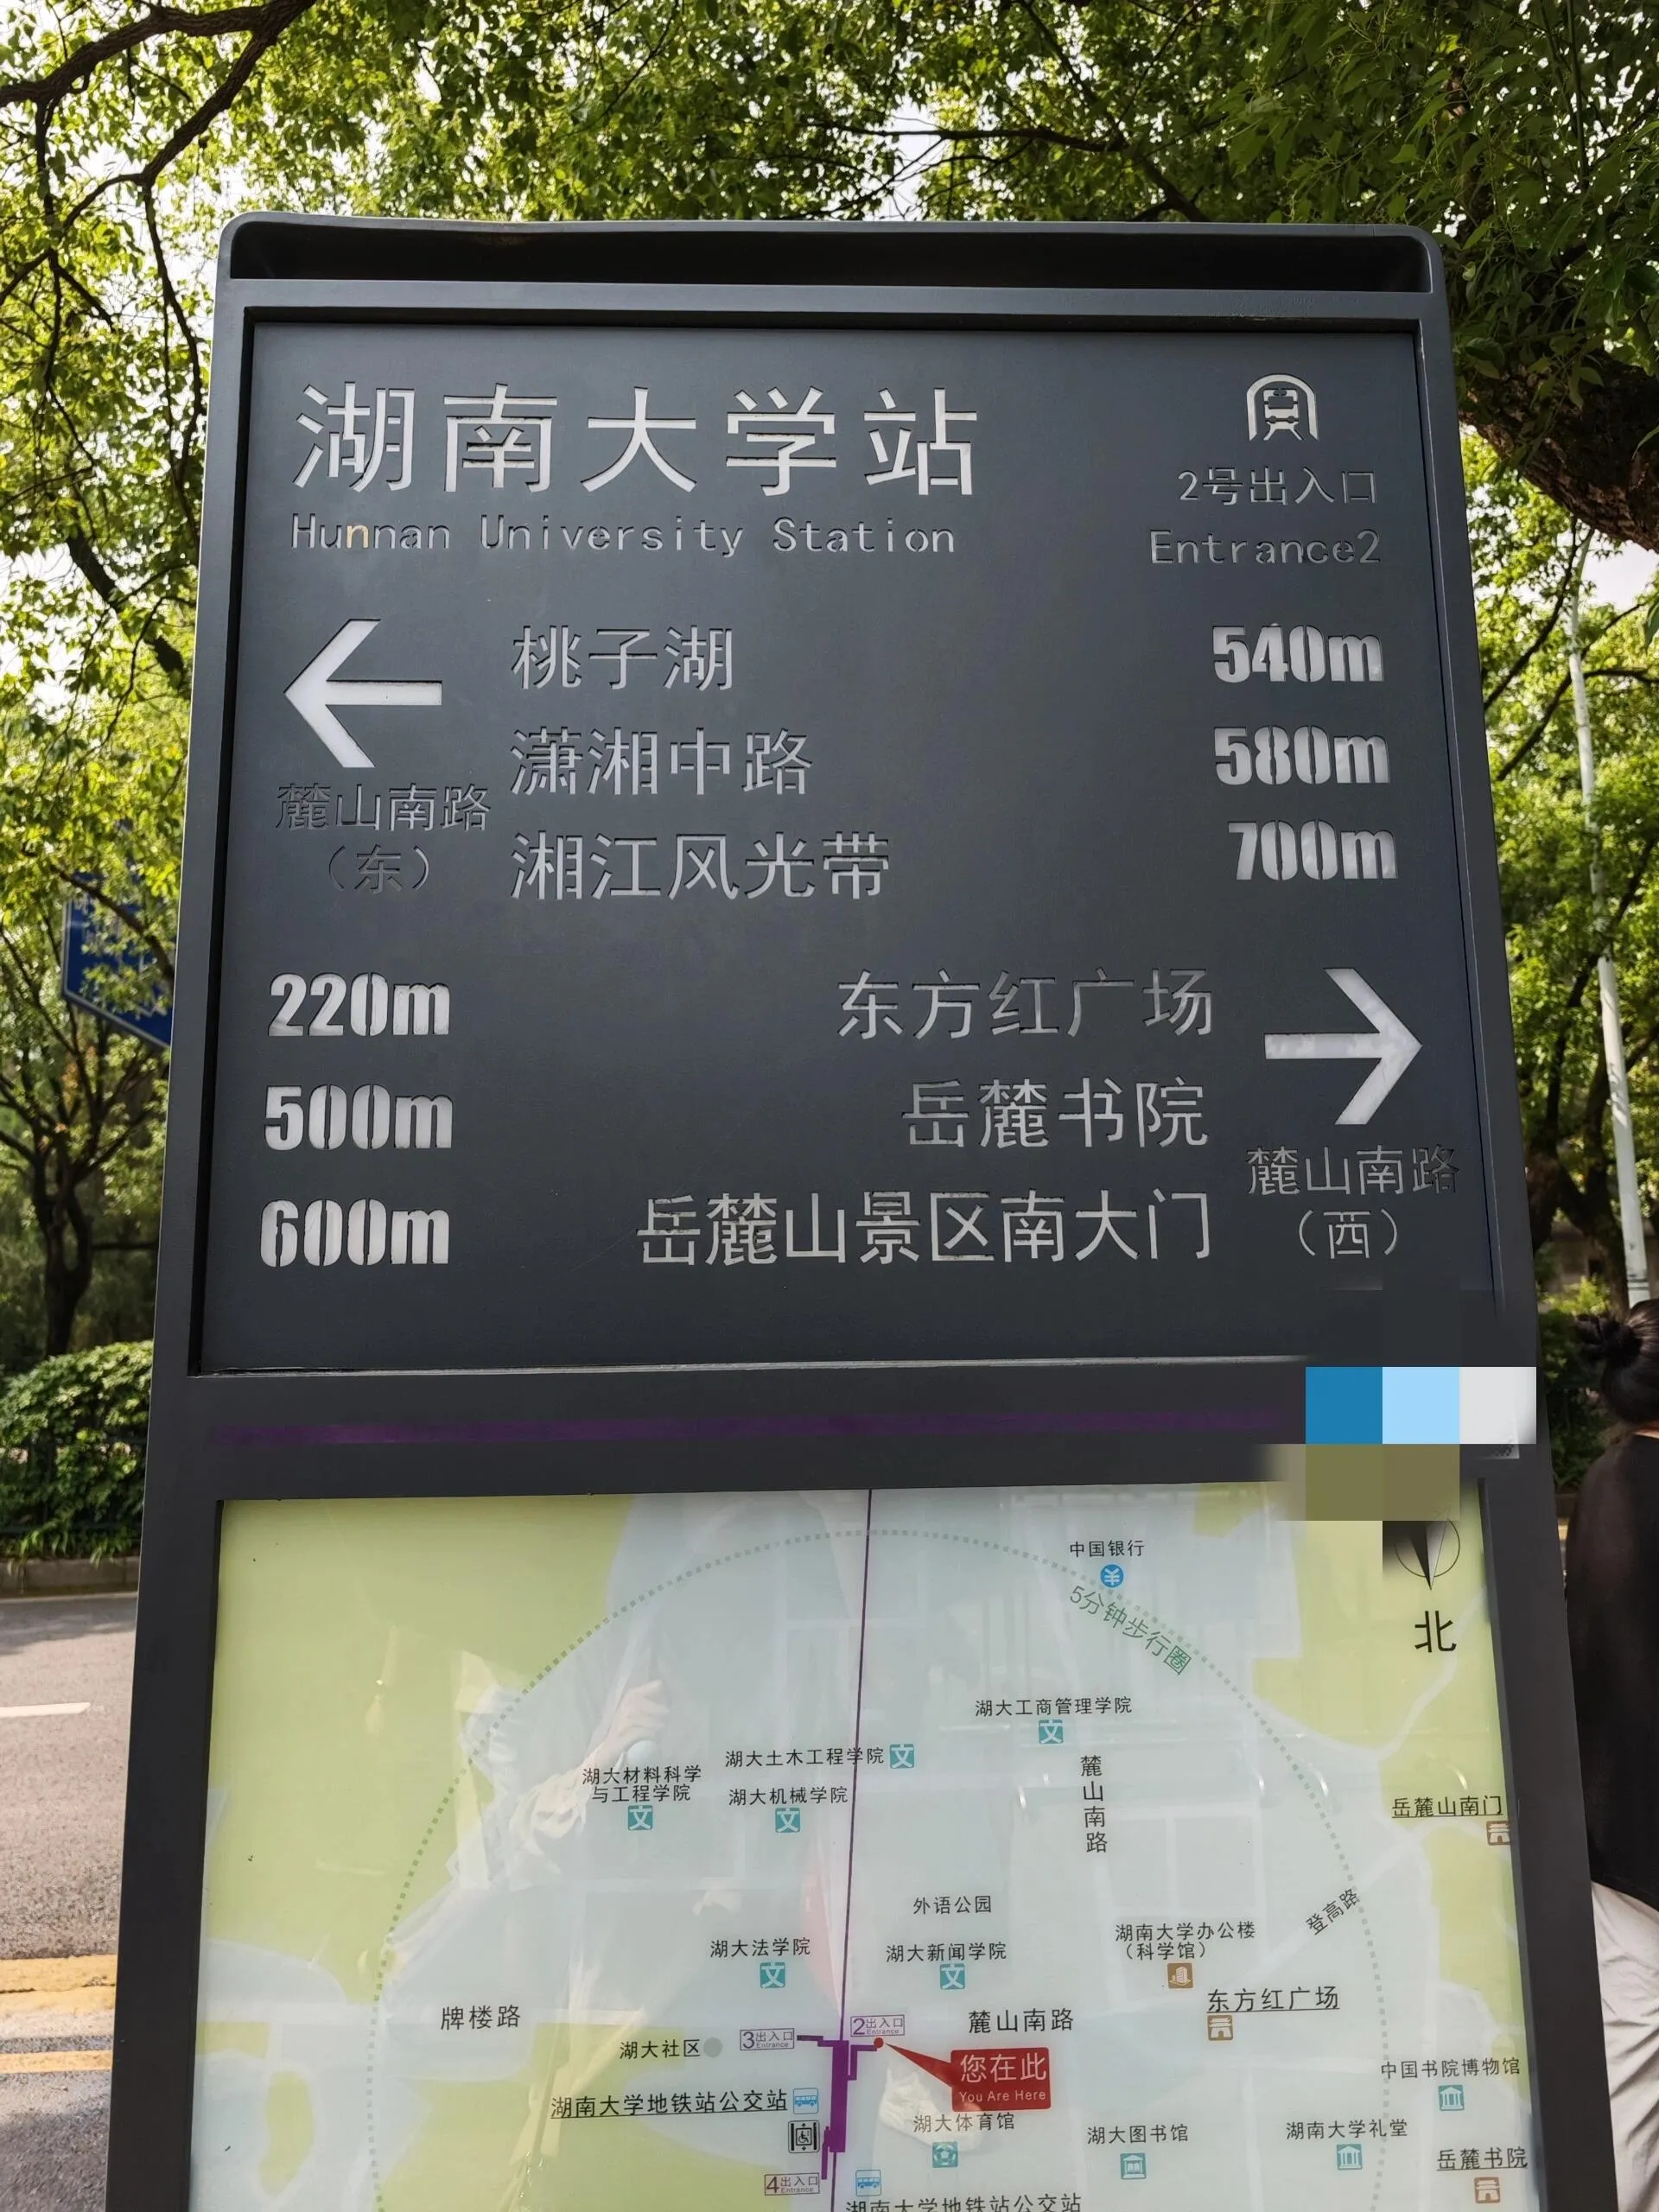 湖南大学站
Hunnan University Station
2号出入口
Entrance2
桃子湖 540m
潇湘中路 580m
湘江风光带 700m
麓山南路
（东）
220m 东方红广场
500m 岳麓书院
600m 岳麓山景区南大门
麓山南路
（西）
中国银行
5分钟步行圈
北
湖大工商管理学院
湖大土木工程学院
湖大材料科学
与工程学院
湖大机械学院
麓山南路
岳麓山南门
登高路
外语公园
湖南大学办公楼
（科学馆）
湖大法学院
湖大新闻学院
东方红广场
牌楼路
麓山南路
2出入口
Entrance
3出入口
Entrance
湖大社区
您在此
You Are Here
中国书院博物馆
湖南大学地铁站公交站
湖大体育馆
湖大图书馆
湖南大学礼堂
岳麓书院
4出入口
Entrance
湖南大学地铁站公交站